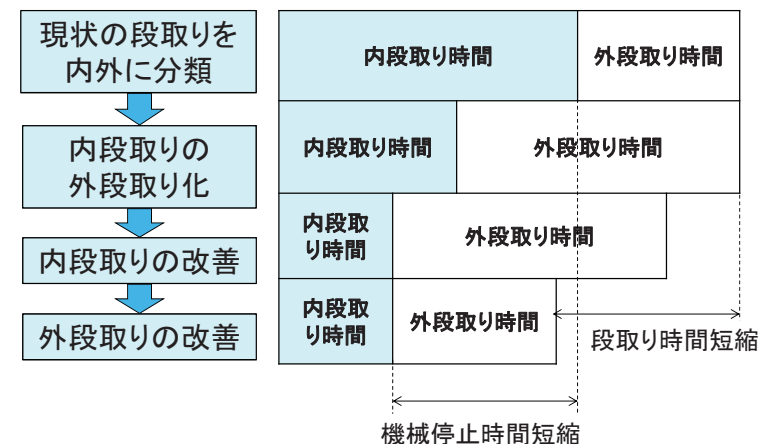 現状の段取りを
内外に分類
内段取り時間
外段取り時間
内段取りの
外段取り化
内段取り時間
外段取り時間
内段取りの改善
内段取
り時間
外段取り時間
外段取りの改善
内段取
り時間
外段取り時間
段取り時間短縮
機械停止時間短縮